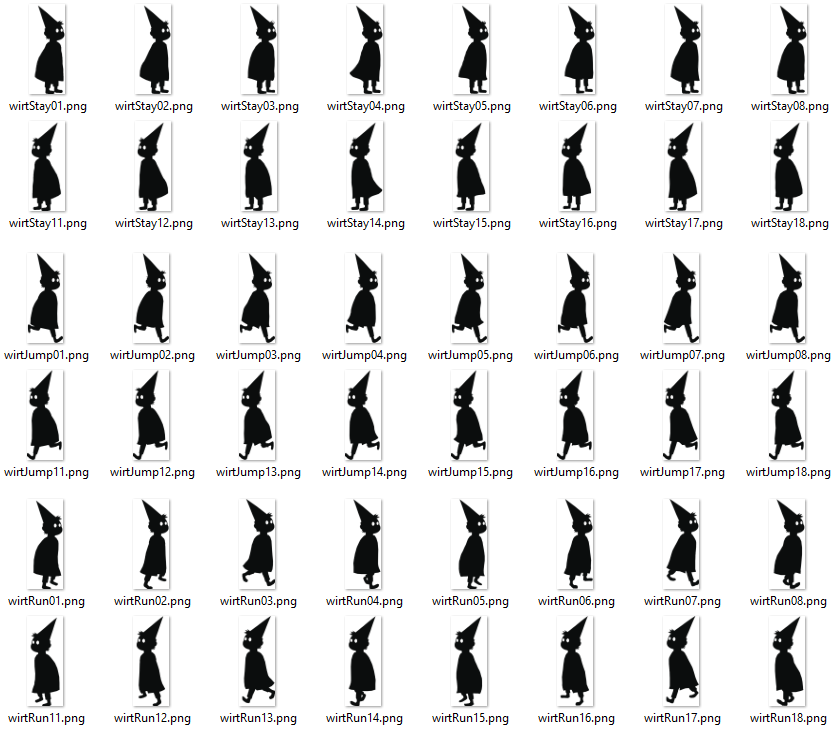 wirtStay01.png wirtStay02.png wirtStay03.png wirtStay04.png wirtStay05.png wirtStay06.png wirtStay07.png wirtStay08.png
wirtStay11.png wirtStay12.png wirtStay13.png wirtStay14.png wirtStay15.png wirtStay16.png wirtStay17.png wirtStay18.png
wirtJump01.png wirtJump02.png wirtJump03.png wirtJump04.png wirtJump05.png wirtJump06.png wirtJump07.png wirtJump08.png
wirtJump11.png wirtJump12.png wirtJump13.png wirtJump14.png wirtJump15.png wirtJump16.png wirtJump17.png wirtJump18.png
wirtRun01.png wirtRun02.png wirtRun03.png wirtRun04.png wirtRun05.png wirtRun06.png wirtRun07.png wirtRun08.png
wirtRun11.png wirtRun12.png wirtRun13.png wirtRun14.png wirtRun15.png wirtRun16.png wirtRun17.png wirtRun18.png